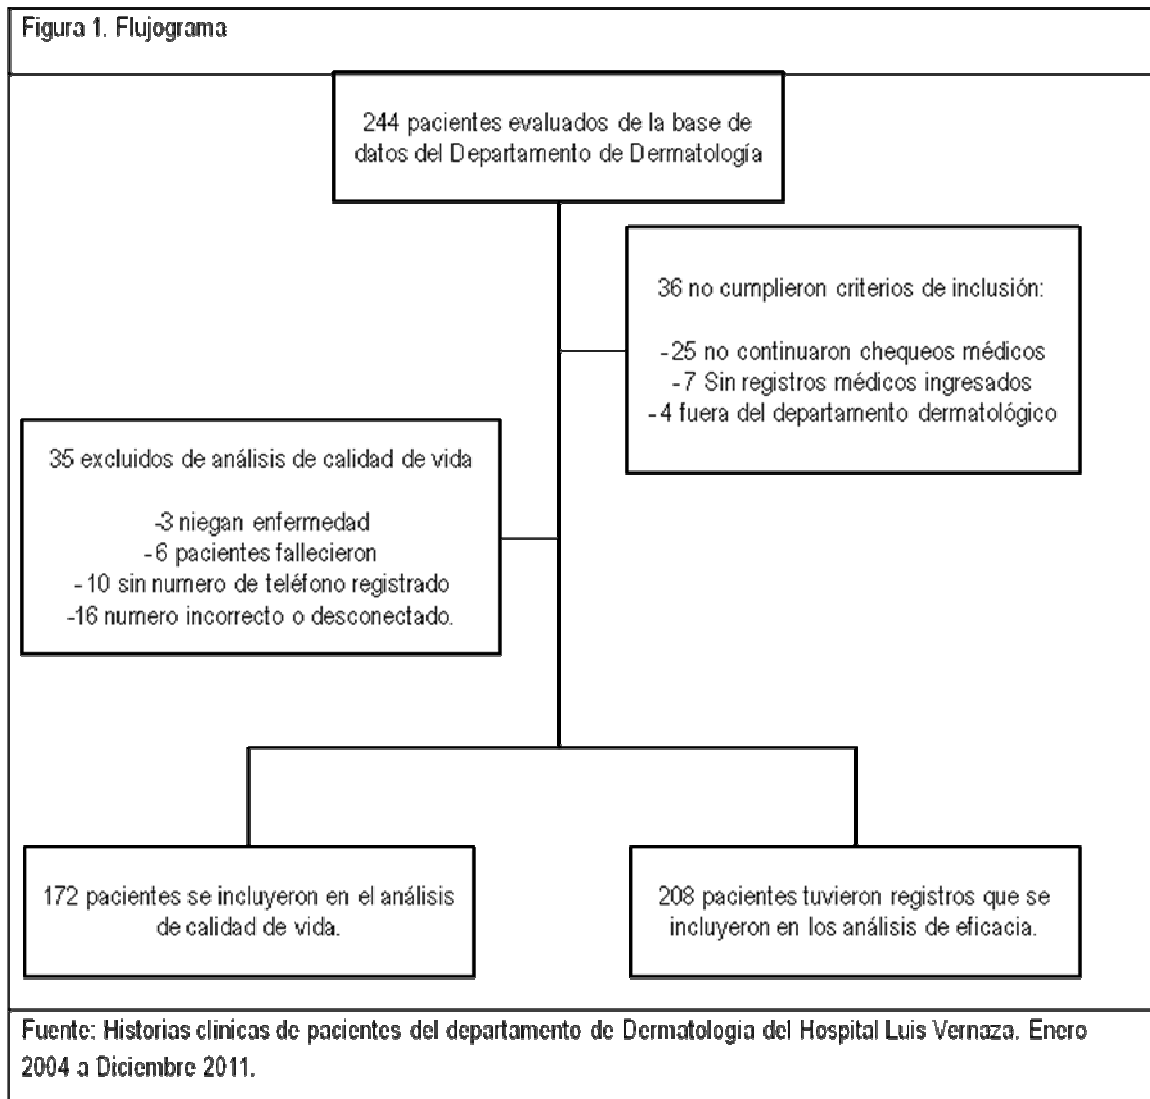 Figura 1. Flujograma
244 pacientes evaluados de la base de
datos del Departamento de Dermatología
36 no cumplieron criterios de inclusión:
-25 no continuaron chequeos médicos
-7 Sin registros médicos ingresados
-4 fuera del departamento dermatológico
35 excluidos de análisis de calidad de vida
-3 niegan enfermedad
-6 pacientes fallecieron
-10 sin numero de teléfono registrado
-16 numero incorrecto o desconectado.
172 pacientes se incluyeron en el análisis
de calidad de vida.
208 pacientes tuvieron registros que se
incluyeron en los análisis de eficacia.
Fuente: Historias clinicas de pacientes del departamento de Dermatologia del Hospital Luis Vernaza. Enero
2004 a Diciembre 2011.